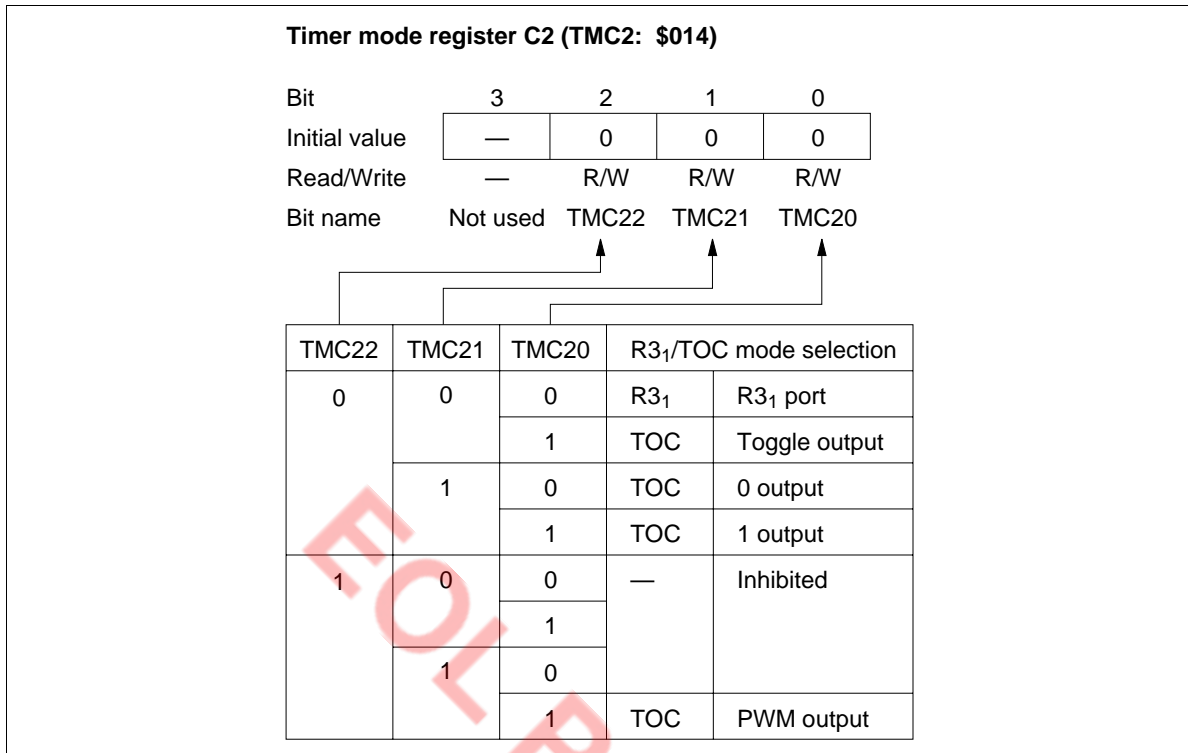 Timer mode register C2 (TMC2: $014)
Bit 3 2 1 0
Initial value — 0 0 0
Read/Write — R/W R/W R/W
Bit name Not used TMC22 TMC21 TMC20
TMC22 TMC21 TMC20 R3₁/TOC mode selection
0 0 0 R3₁ R3₁ port
1 TOC Toggle output
1 0 TOC 0 output
1 TOC 1 output
1 0 0 — Inhibited
1
1 0
1 TOC PWM output
EOL P